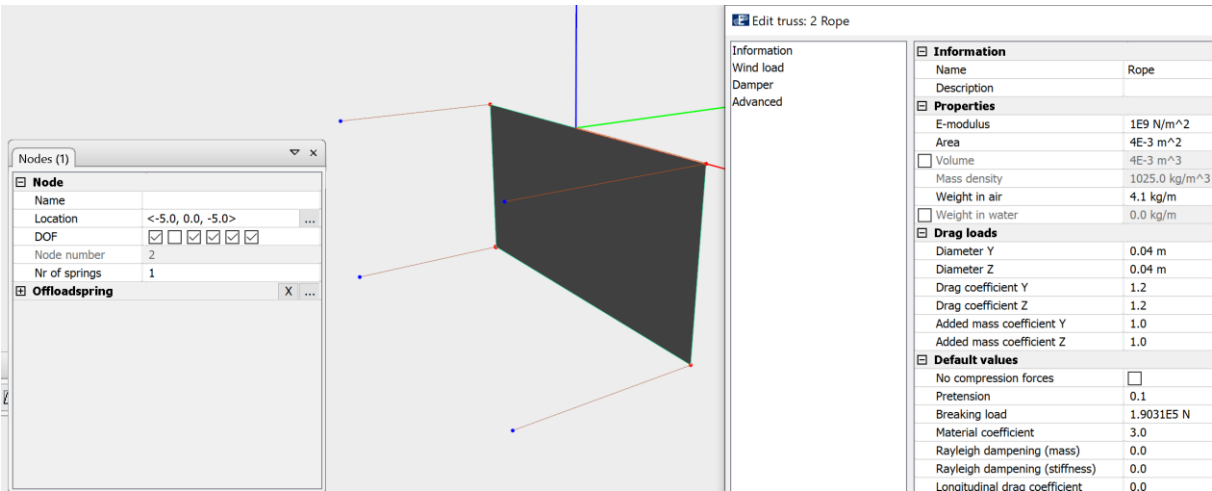 Nodes (1)
Node
Name
Location <-5.0, 0.0, -5.0> ...
DOF
Node number 2
Nr of springs 1
Offloadspring X ...
Edit truss: 2 Rope
Information
Wind load
Damper
Advanced
Information
Name Rope
Description
Properties
E-modulus 1E9 N/m^2
Area 4E-3 m^2
Volume 4E-3 m^3
Mass density 1025.0 kg/m^3
Weight in air 4.1 kg/m
Weight in water 0.0 kg/m
Drag loads
Diameter Y 0.04 m
Diameter Z 0.04 m
Drag coefficient Y 1.2
Drag coefficient Z 1.2
Added mass coefficient Y 1.0
Added mass coefficient Z 1.0
Default values
No compression forces
Pretension 0.1
Breaking load 1.9031E5 N
Material coefficient 3.0
Rayleigh dampening (mass) 0.0
Rayleigh dampening (stiffness) 0.0
Longitudinal drag coefficient 0.0